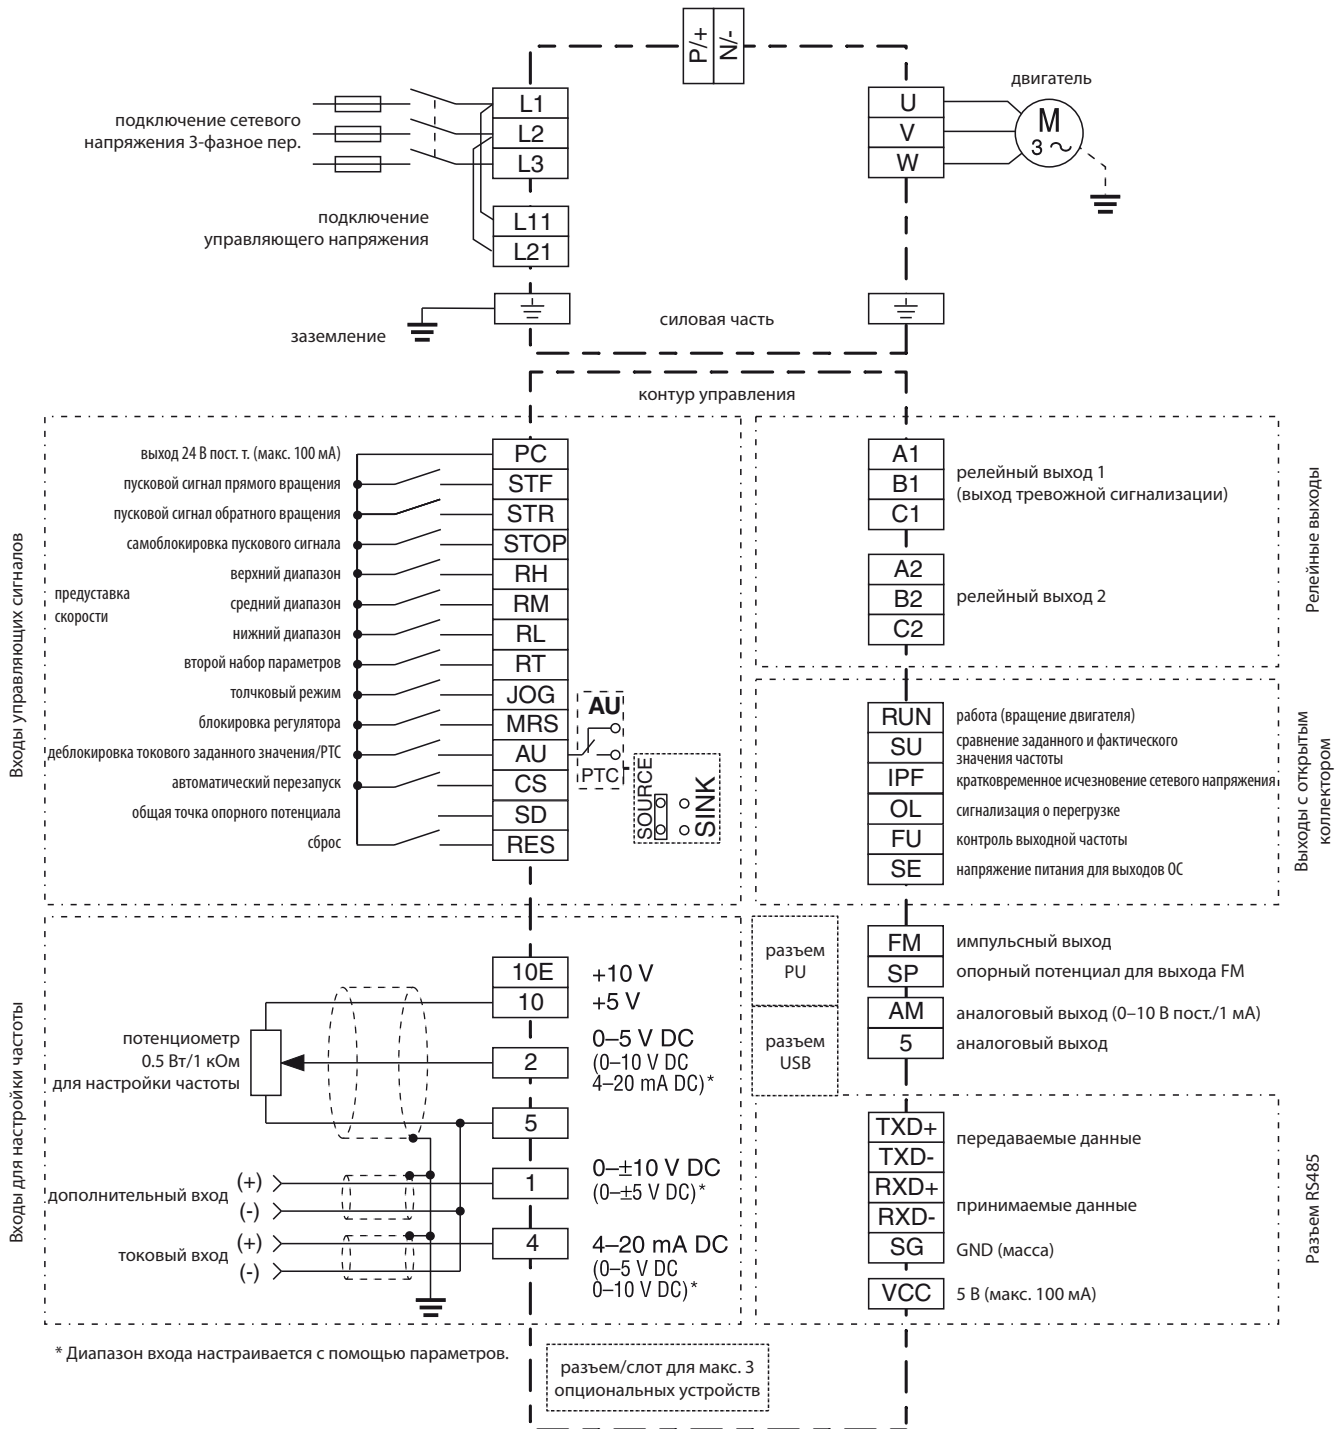 P/+
N/-
двигатель
L1
L2
L3
подключение сетевого
напряжения 3-фазное пер.
U
V
W
M
3 ~
L11
L21
подключение
управляющего напряжения
заземление
силовая часть
контур управления
Входы управляющих сигналов
выход 24 В пост. т. (макс. 100 мА)
PC
пусковой сигнал прямого вращения
STF
пусковой сигнал обратного вращения
STR
самоблокировка пускового сигнала
STOP
предуставка
скорости
верхний диапазон
RH
средний диапазон
RM
нижний диапазон
RL
второй набор параметров
RT
толчковый режим
JOG
блокировка регулятора
MRS
деблокировка токового заданного значения/PTC
AU
автоматический перезапуск
CS
общая точка опорного потенциала
SD
сброс
RES
AU
PTC
SOURCE
SINK
A1
B1
C1
релейный выход 1
(выход тревожной сигнализации)
A2
B2
C2
релейный выход 2
Релейные выходы
RUN
работа (вращение двигателя)
SU
сравнение заданного и фактического
значения частоты
IPF
кратковременное исчезновение сетевого напряжения
OL
сигнализация о перегрузке
FU
контроль выходной частоты
SE
напряжение питания для выходов ОС
Выходы с открытым
коллектором
Входы для настройки частоты
10E
+10 V
10
+5 V
потенциометр
0.5 Вт/1 кОм
для настройки частоты
2
0–5 V DC
(0–10 V DC
4–20 mA DC)*
5
дополнительный вход
(+)
(-)
1
0–±10 V DC
(0–±5 V DC)*
токовый вход
(+)
(-)
4
4–20 mA DC
(0–5 V DC
0–10 V DC)*
разъем
PU
разъем
USB
FM
импульсный выход
SP
опорный потенциал для выхода FM
AM
аналоговый выход (0–10 В пост./1 мА)
5
аналоговый выход
TXD+
TXD-
передаваемые данные
RXD+
RXD-
принимаемые данные
SG
GND (масса)
VCC
5 В (макс. 100 мА)
Разъем RS485
* Диапазон входа настраивается с помощью параметров.
разъем/слот для макс. 3
опциональных устройств